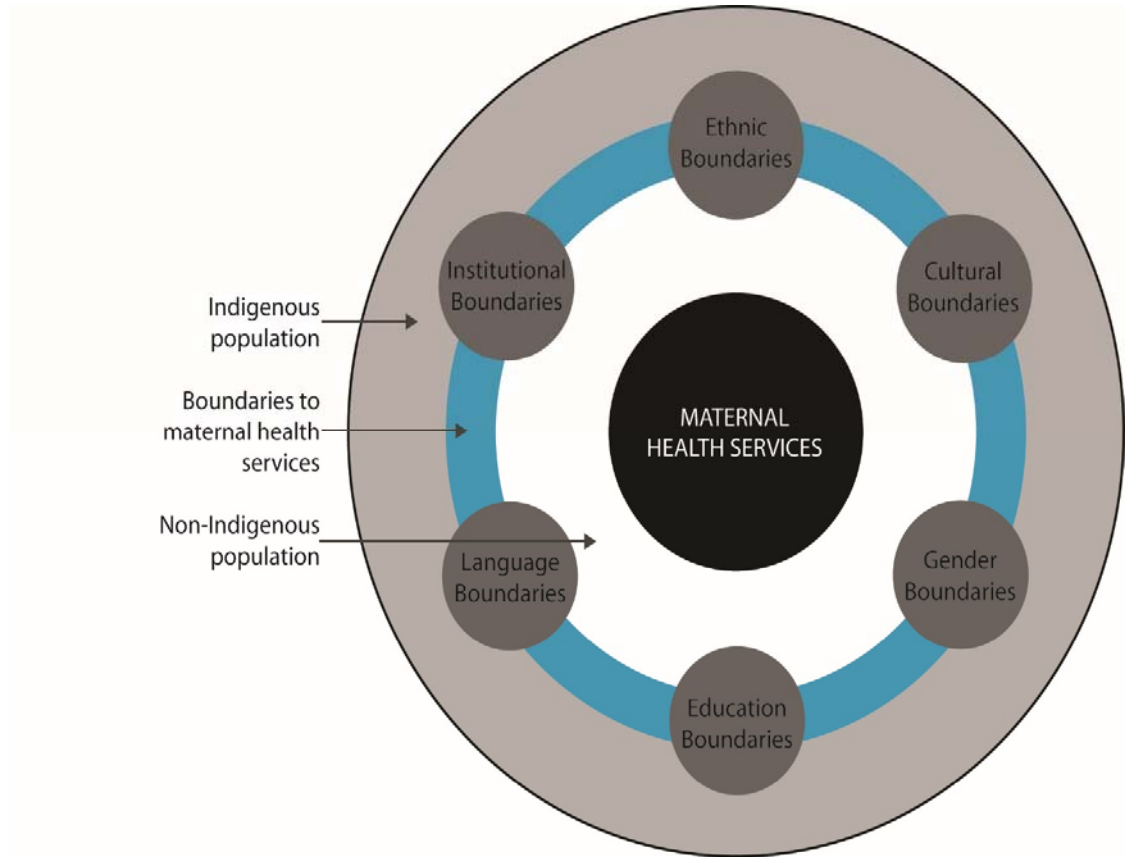 Ethnic
Boundaries
Institutional
Boundaries
Cultural
Boundaries
Indigenous
population
Boundaries to
maternal health
services
MATERNAL
HEALTH SERVICES
Non-Indigenous
population
Language
Boundaries
Gender
Boundaries
Education
Boundaries